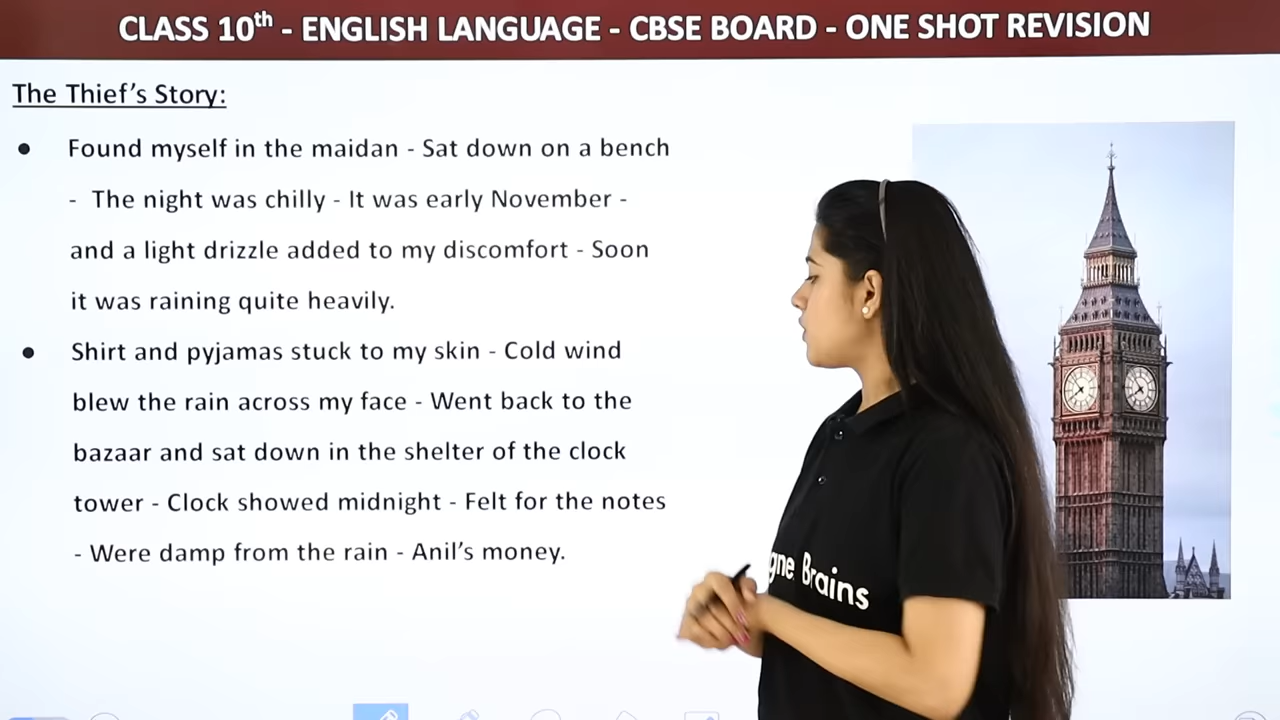 CLASS 10th - ENGLISH LANGUAGE - CBSE BOARD - ONE SHOT REVISION
The Thief's Story:
● Found myself in the maidan - Sat down on a bench
- The night was chilly - It was early November -
and a light drizzle added to my discomfort - Soon
it was raining quite heavily.
● Shirt and pyjamas stuck to my skin - Cold wind
blew the rain across my face - Went back to the
bazaar and sat down in the shelter of the clock
tower - Clock showed midnight - Felt for the notes
- Were damp from the rain - Anil's money.
gne Brains